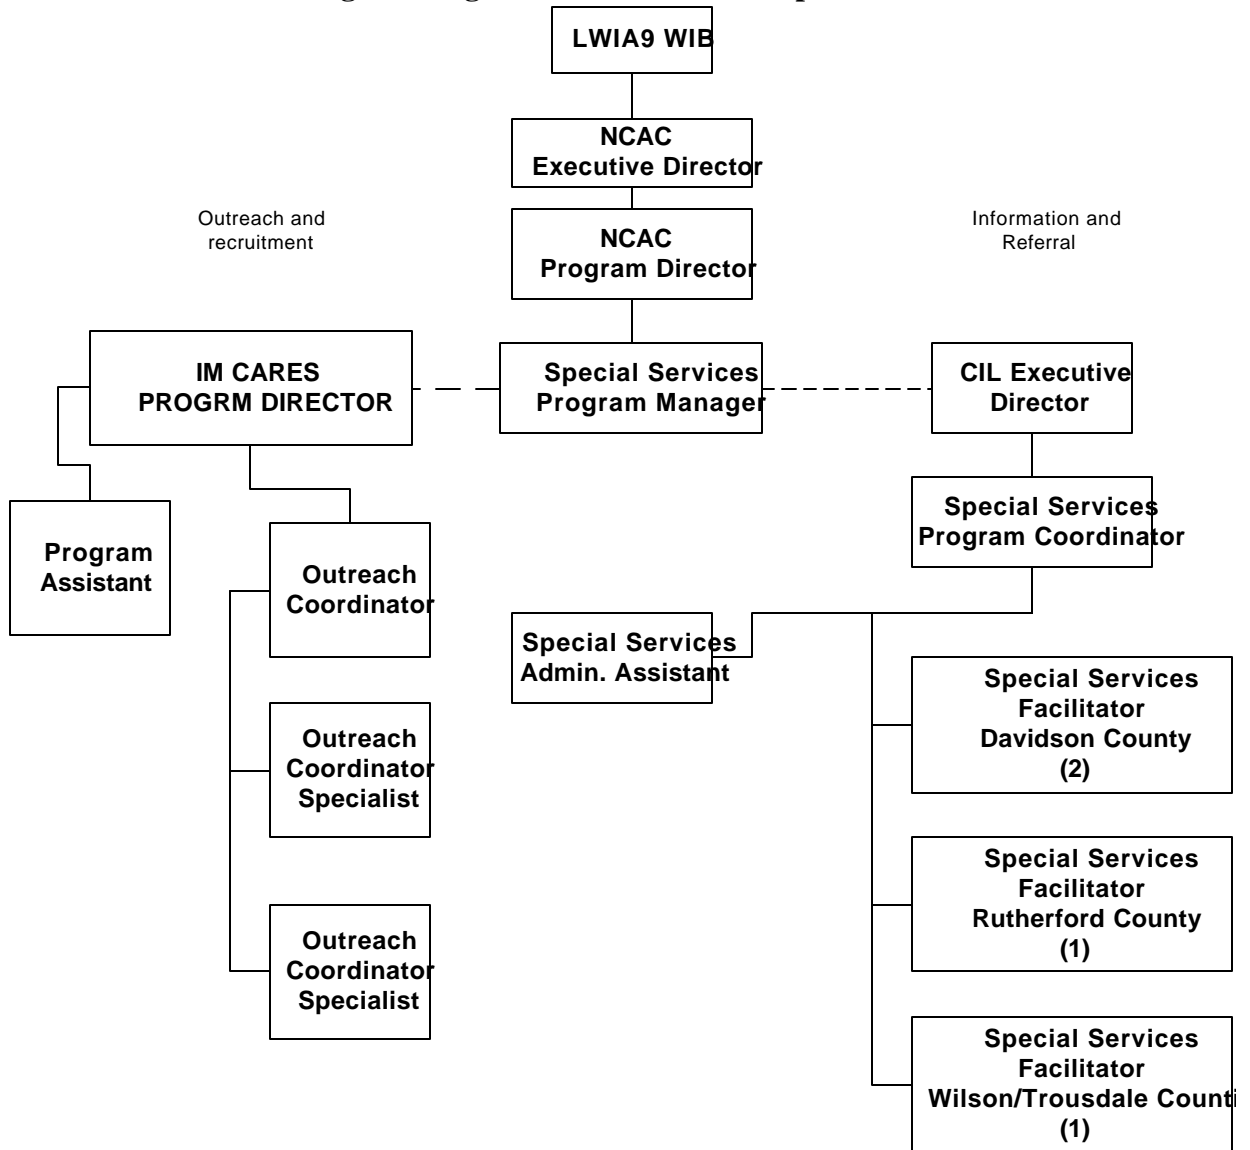 LWIA9 WIB
NCAC
Executive Director
Outreach and
recruitment
NCAC
Program Director
Information and
Referral
IM CARES
PROGRM DIRECTOR
Special Services
Program Manager
CIL Executive
Director
Program
Assistant
Special Services
Program Coordinator
Outreach
Coordinator
Special Services
Admin. Assistant
Special Services
Facilitator
Davidson County
(2)
Outreach
Coordinator
Specialist
Special Services
Facilitator
Rutherford County
(1)
Outreach
Coordinator
Specialist
Special Services
Facilitator
Wilson/Trousdale Counti
(1)